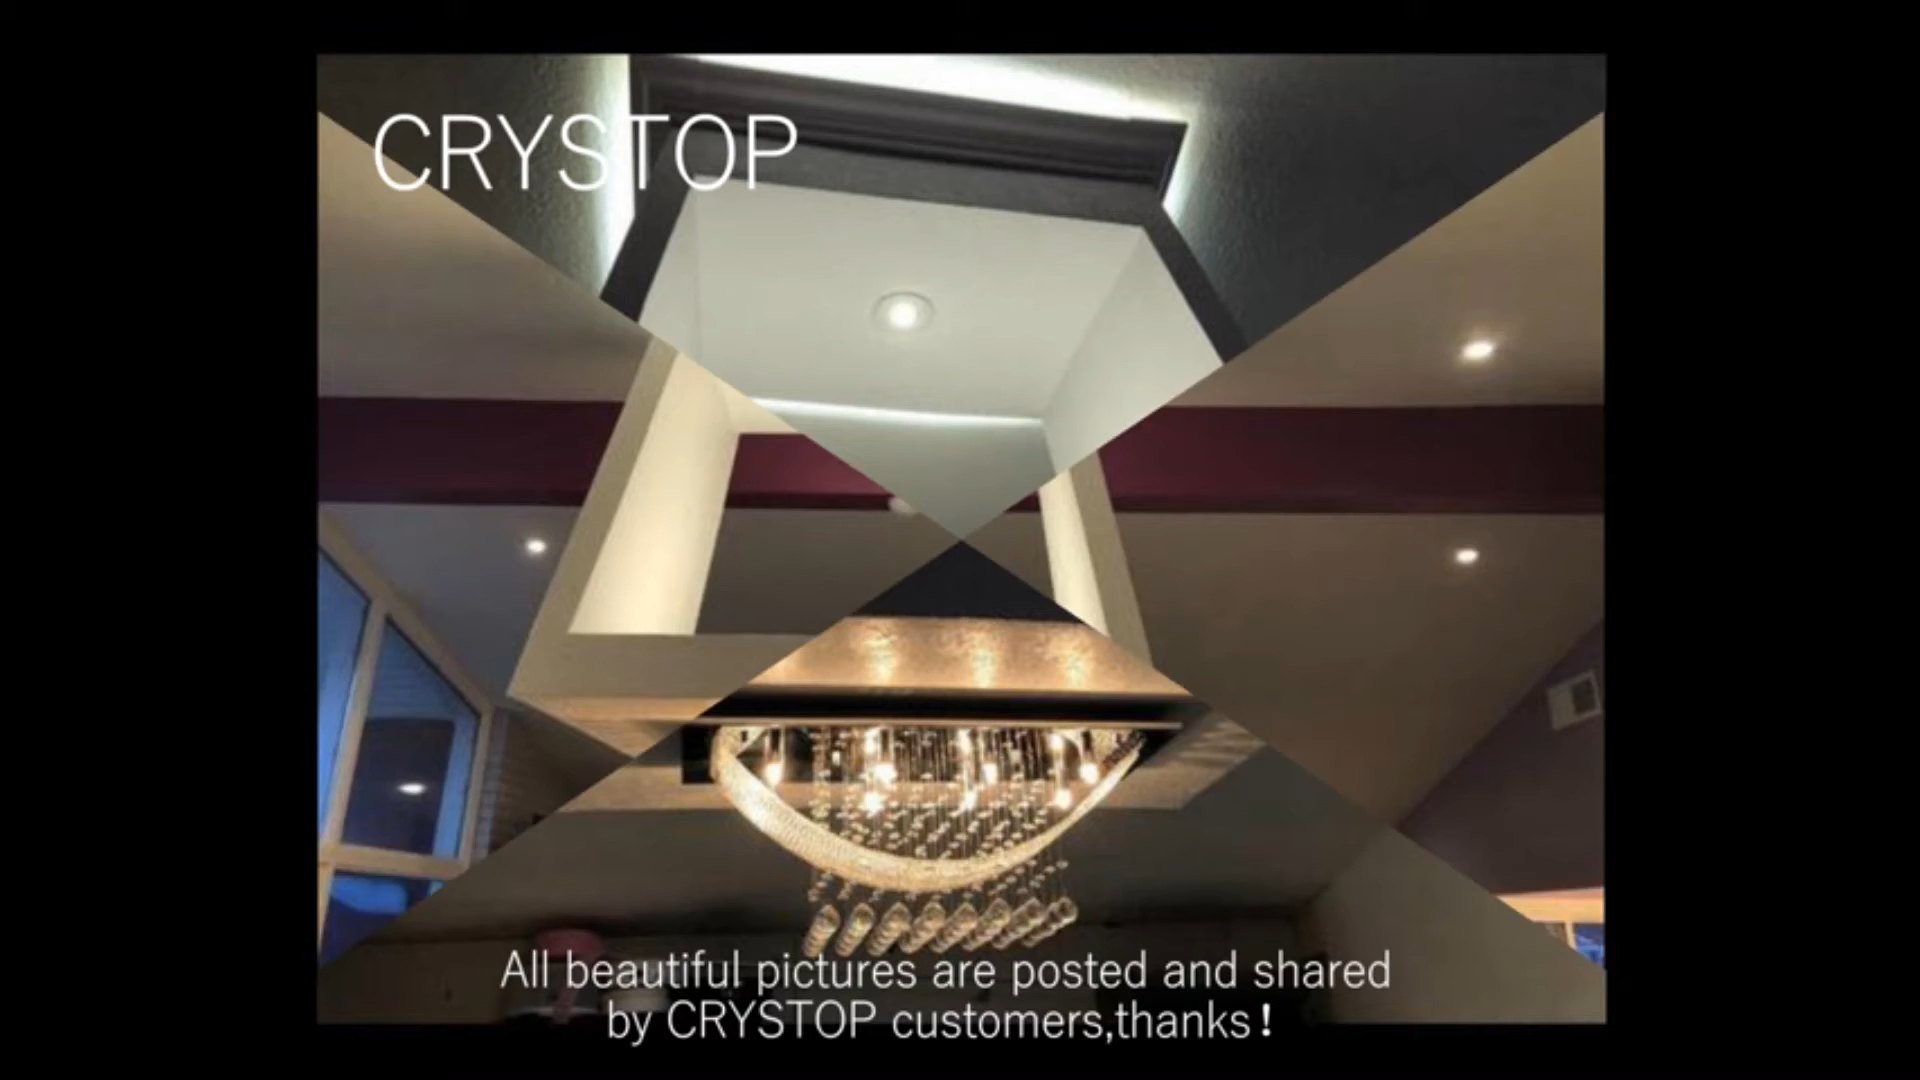 CRYSTOP
All beautiful pictures are posted and shared
by CRYSTOP customers,thanks！